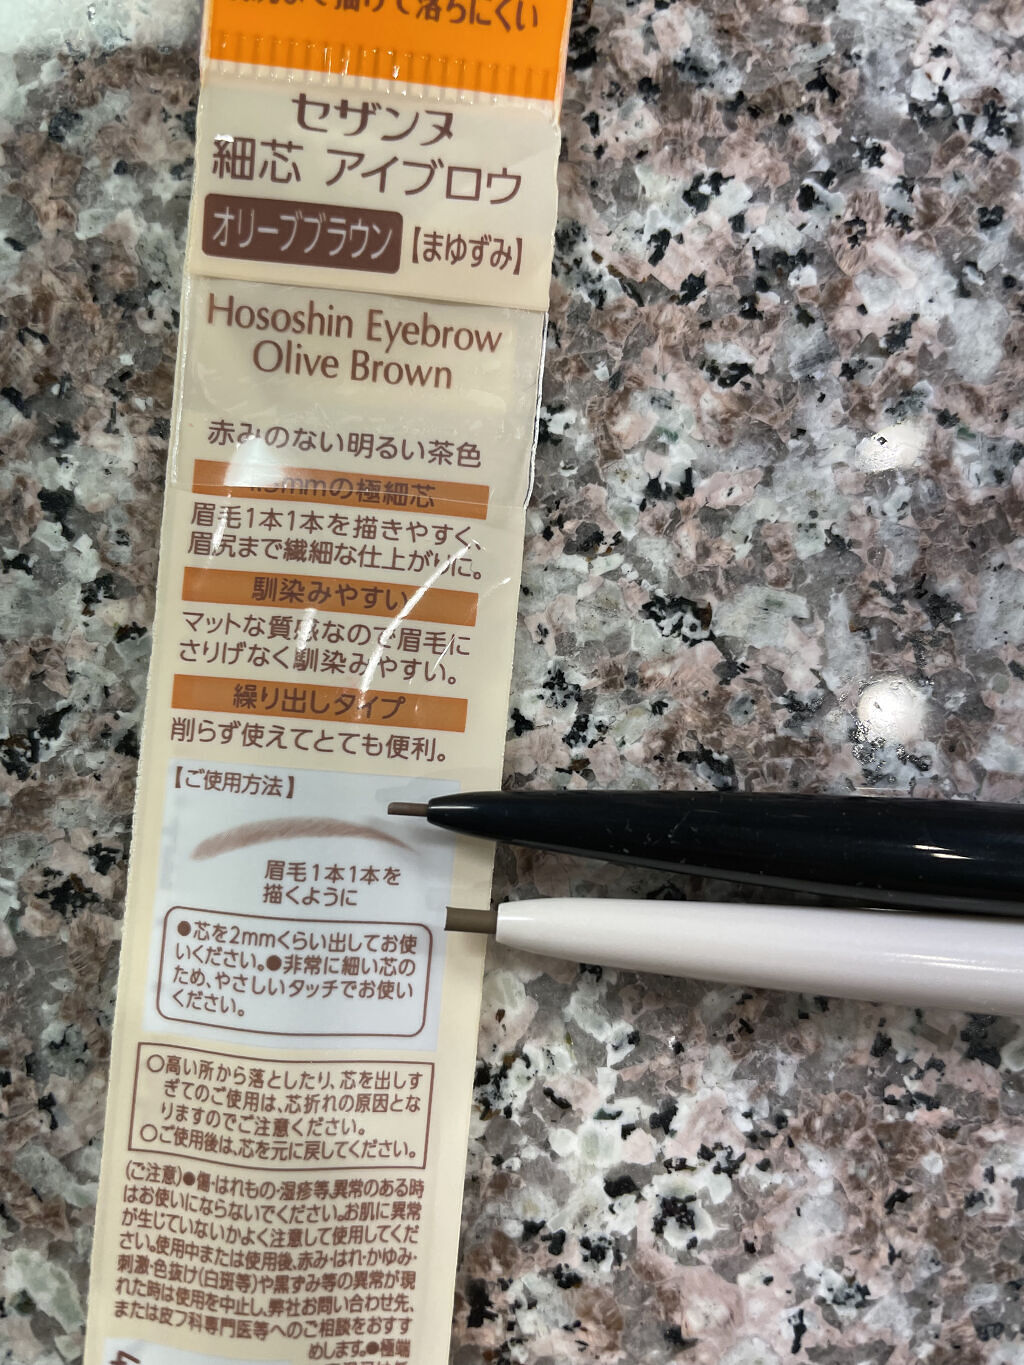 まで描けて落ちにくい
セザンヌ
細芯 アイブロウ
オリーブブラウン 【まゆずみ】
Hososhin Eyebrow
Olive Brown
赤みのない明るい茶色
mmの極細芯
眉毛1本1本を描きやすく、
眉尻まで繊細な仕上がりに。
馴染みやすい
マットな質感なので眉毛に
さりげなく馴染みやすい。
繰り出しタイプ
削らず使えてとても便利。
【ご使用方法】
眉毛1本1本を
描くように
●芯を2mmくらい出してお使
いください。●非常に細い芯の
ため、やさしいタッチでお使い
ください。
○高い所から落としたり、芯を出しす
ぎてのご使用は、芯折れの原因とな
りますのでご注意ください。
○ご使用後は、芯を元に戻してください。
(ご注意)●傷・はれもの・湿疹等、異常のある時
はお使いにならないでください。お肌に異常
が生じていないかよく注意して使用してくだ
さい。使用中または使用後、赤み・はれ・かゆみ・
刺激・色抜け(白斑等)や黒ずみ等の異常が現
れた時は使用を中止し、弊社お問い合わせ先、
または皮フ科専門医等へのご相談をおすす
めします。●極端